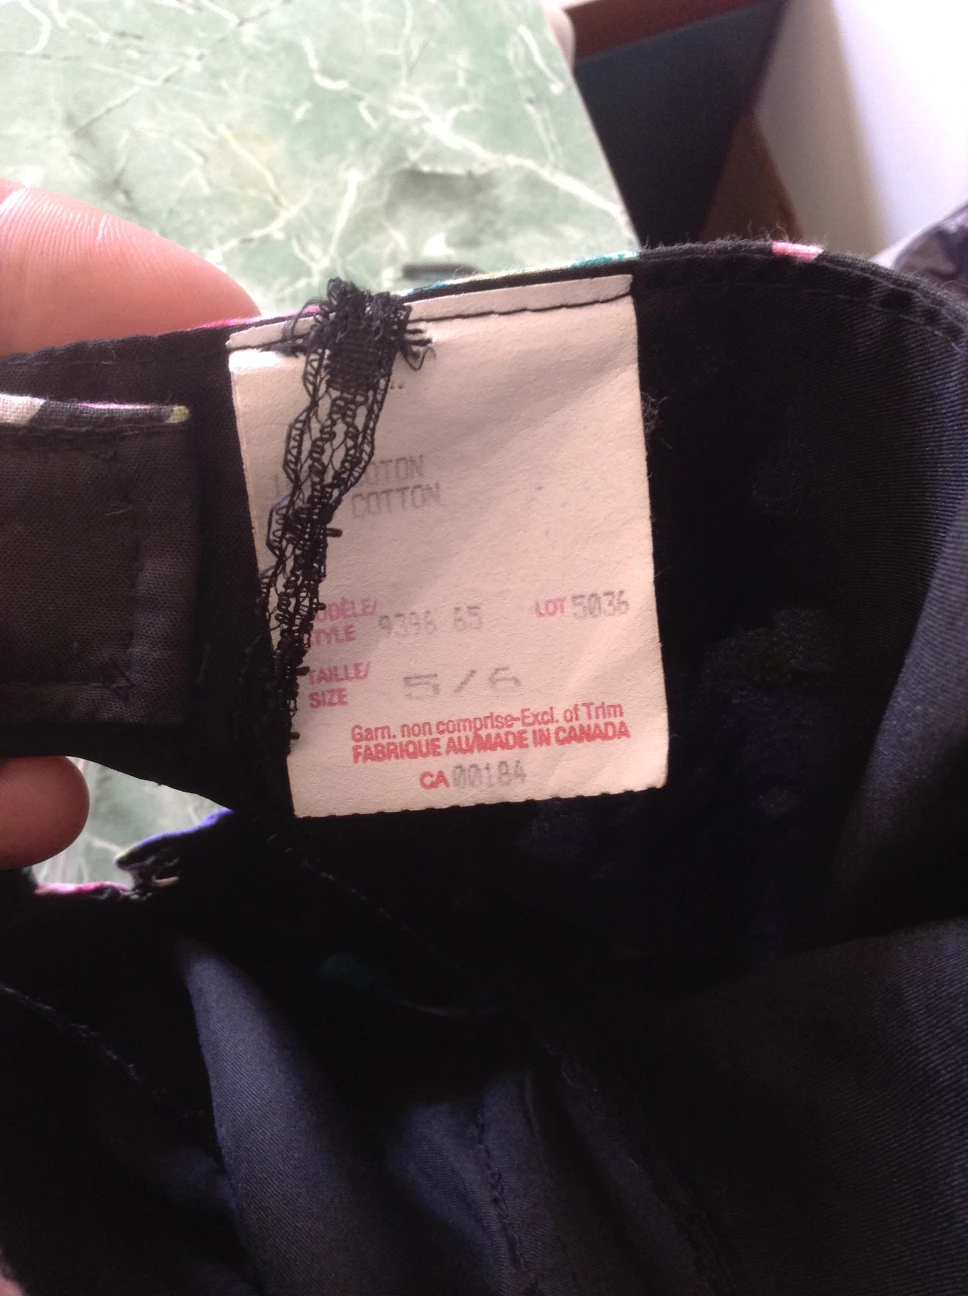 COTON
COTTON
MODÈLE/
STYLE 9396 65 LOT 5036
TAILLE/
SIZE 5/6
Garn. non comprise-Excl. of Trim
FABRIQUE AU/MADE IN CANADA
CA 00184